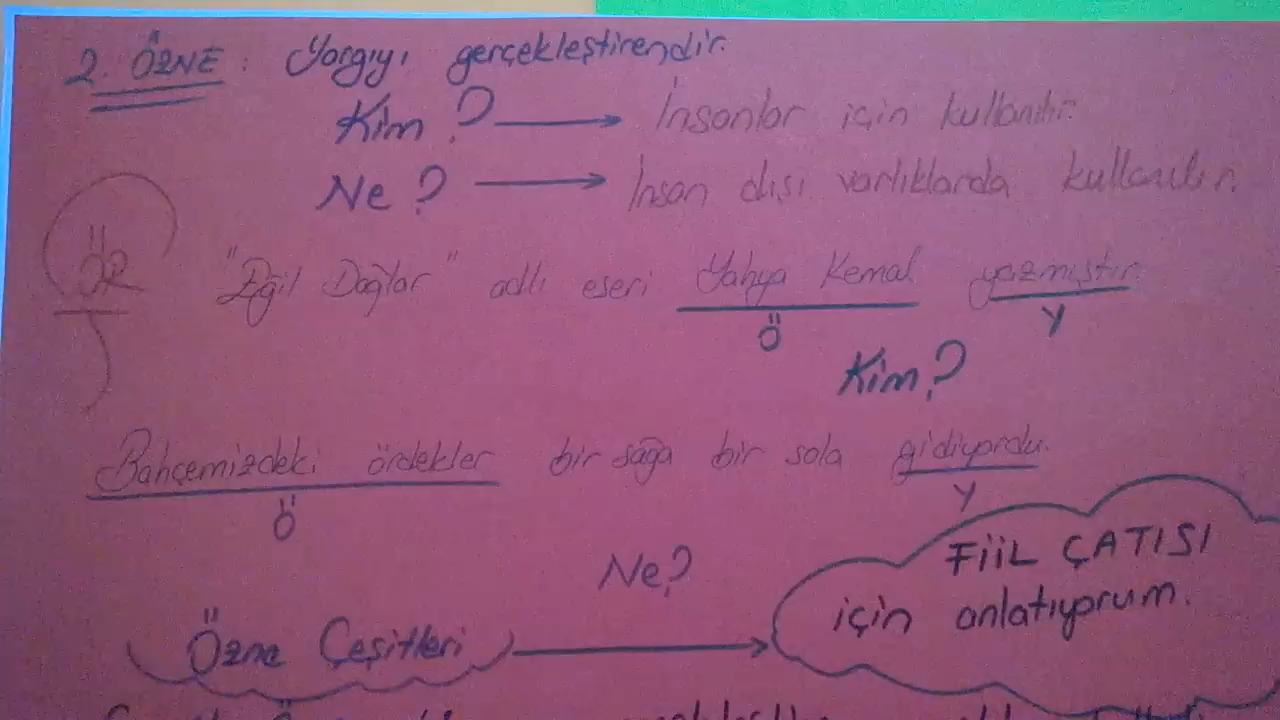 2. ÖZNE : Yargıyı gerçekleştirendir.
Kim ? → İnsanlar için kullanılır.
Ne ? → İnsan dışı varlıklarda kullanılır.
ÖR "Eğil Dağlar" adlı eseri Yahya Kemal yazmıştır.
Ö Y
Kim?
Bahçemizdeki ördekler bir sağa bir sola gidiyordu.
Ö Y
Ne?
FİİL ÇATISI
için anlatıyorum.
Özne Çeşitleri →